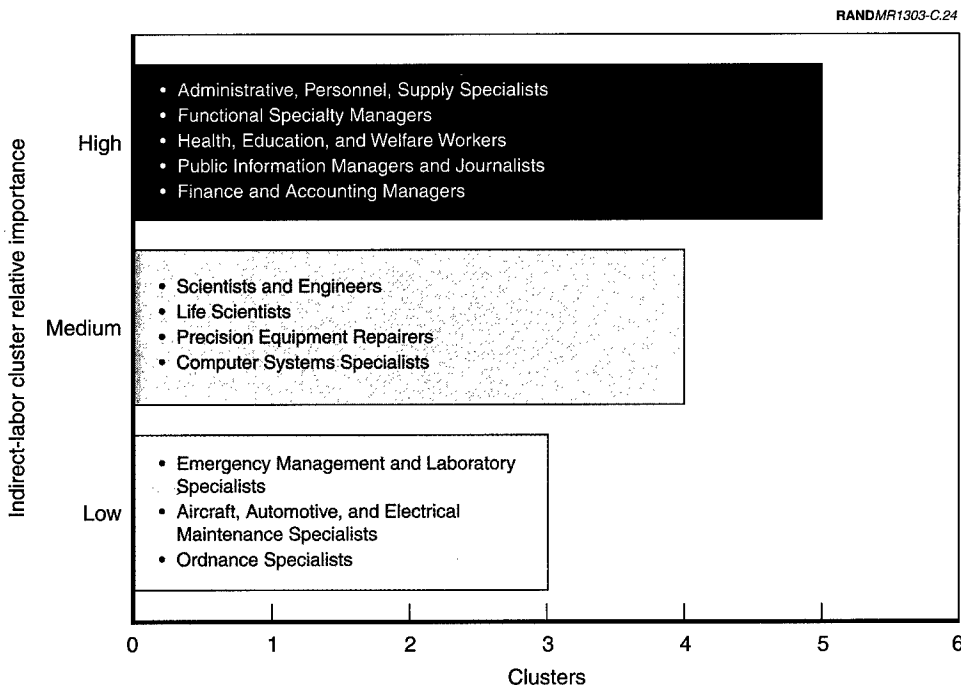 RANDMR1303-C.24
Indirect-labor cluster relative importance
High
• Administrative, Personnel, Supply Specialists
• Functional Specialty Managers
• Health, Education, and Welfare Workers
• Public Information Managers and Journalists
• Finance and Accounting Managers
Medium
• Scientists and Engineers
• Life Scientists
• Precision Equipment Repairers
• Computer Systems Specialists
Low
• Emergency Management and Laboratory
Specialists
• Aircraft, Automotive, and Electrical
Maintenance Specialists
• Ordnance Specialists
0 1 2 3 4 5 6
Clusters